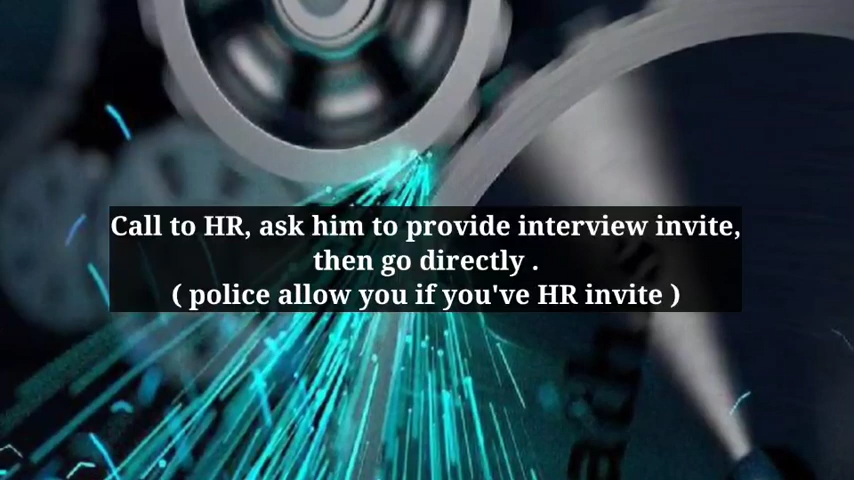 Call to HR, ask him to provide interview invite,
then go directly .
( police allow you if you've HR invite )